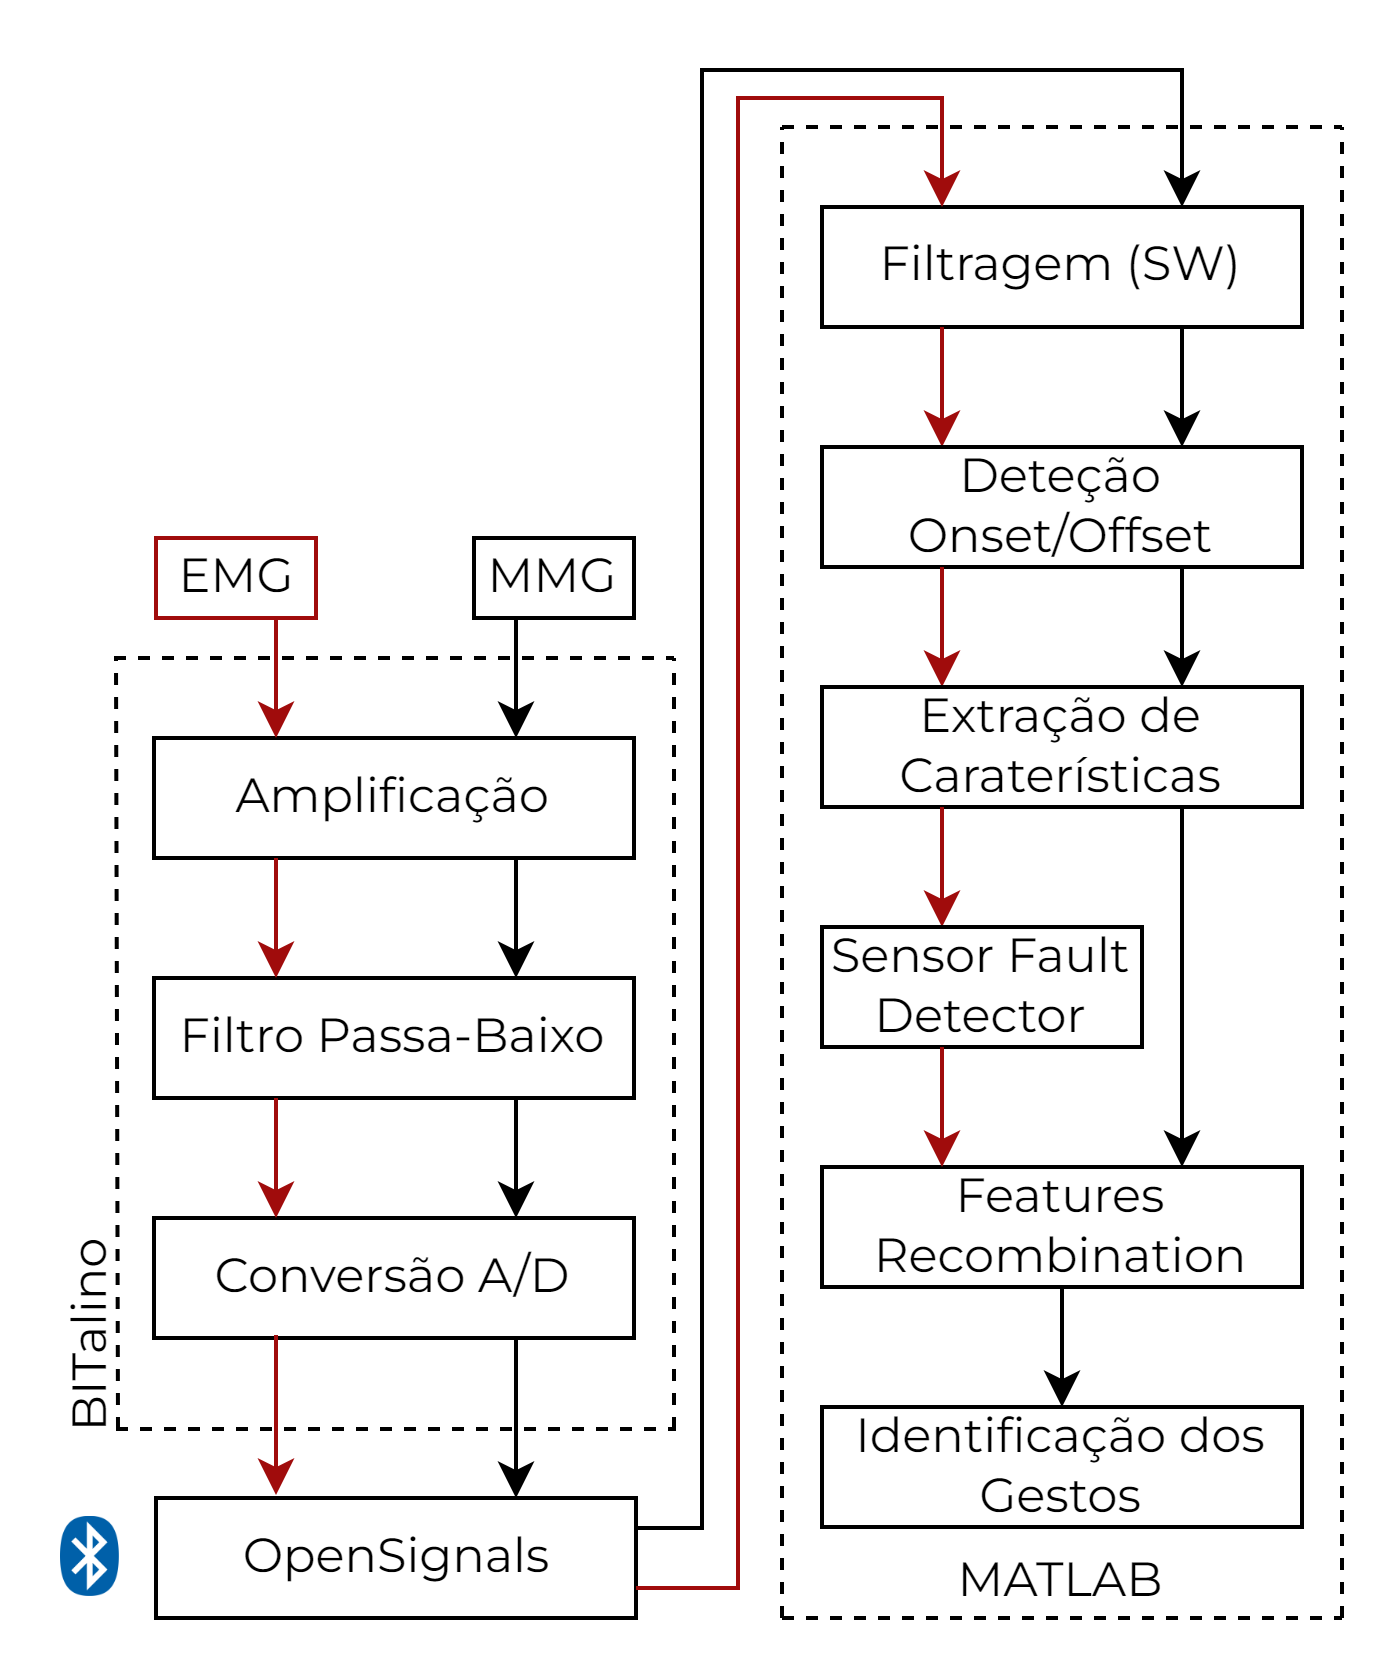 EMG
MMG
Amplificação
Filtro Passa-Baixo
Conversão A/D
BITalino
OpenSignals
Filtragem (SW)
Deteção
Onset/Offset
Extração de
Caraterísticas
Sensor Fault
Detector
Features
Recombination
Identificação dos
Gestos
MATLAB